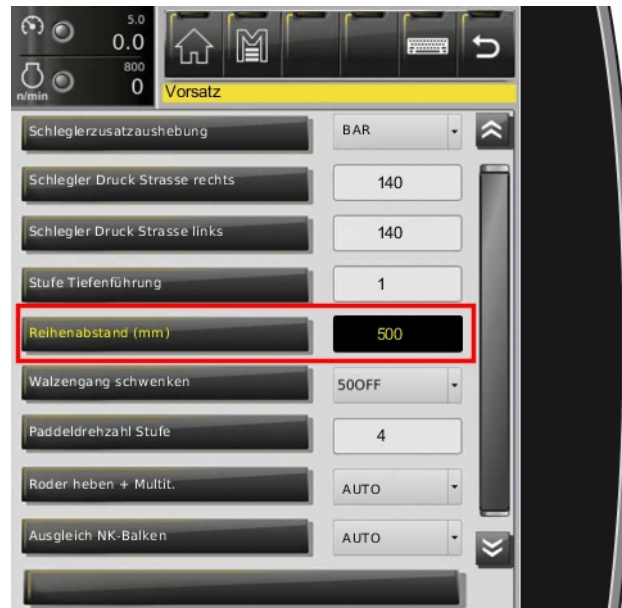 5.0
0.0
800
n/min 0
Vorsatz
Schleglerzusatzaushebung BAR
Schlegler Druck Strasse rechts 140
Schlegler Druck Strasse links 140
Stufe Tiefenführung 1
Reihenabstand (mm) 500
Walzengang schwenken 50OFF
Paddeldrehzahl Stufe 4
Roder heben + Multit. AUTO
Ausgleich NK-Balken AUTO